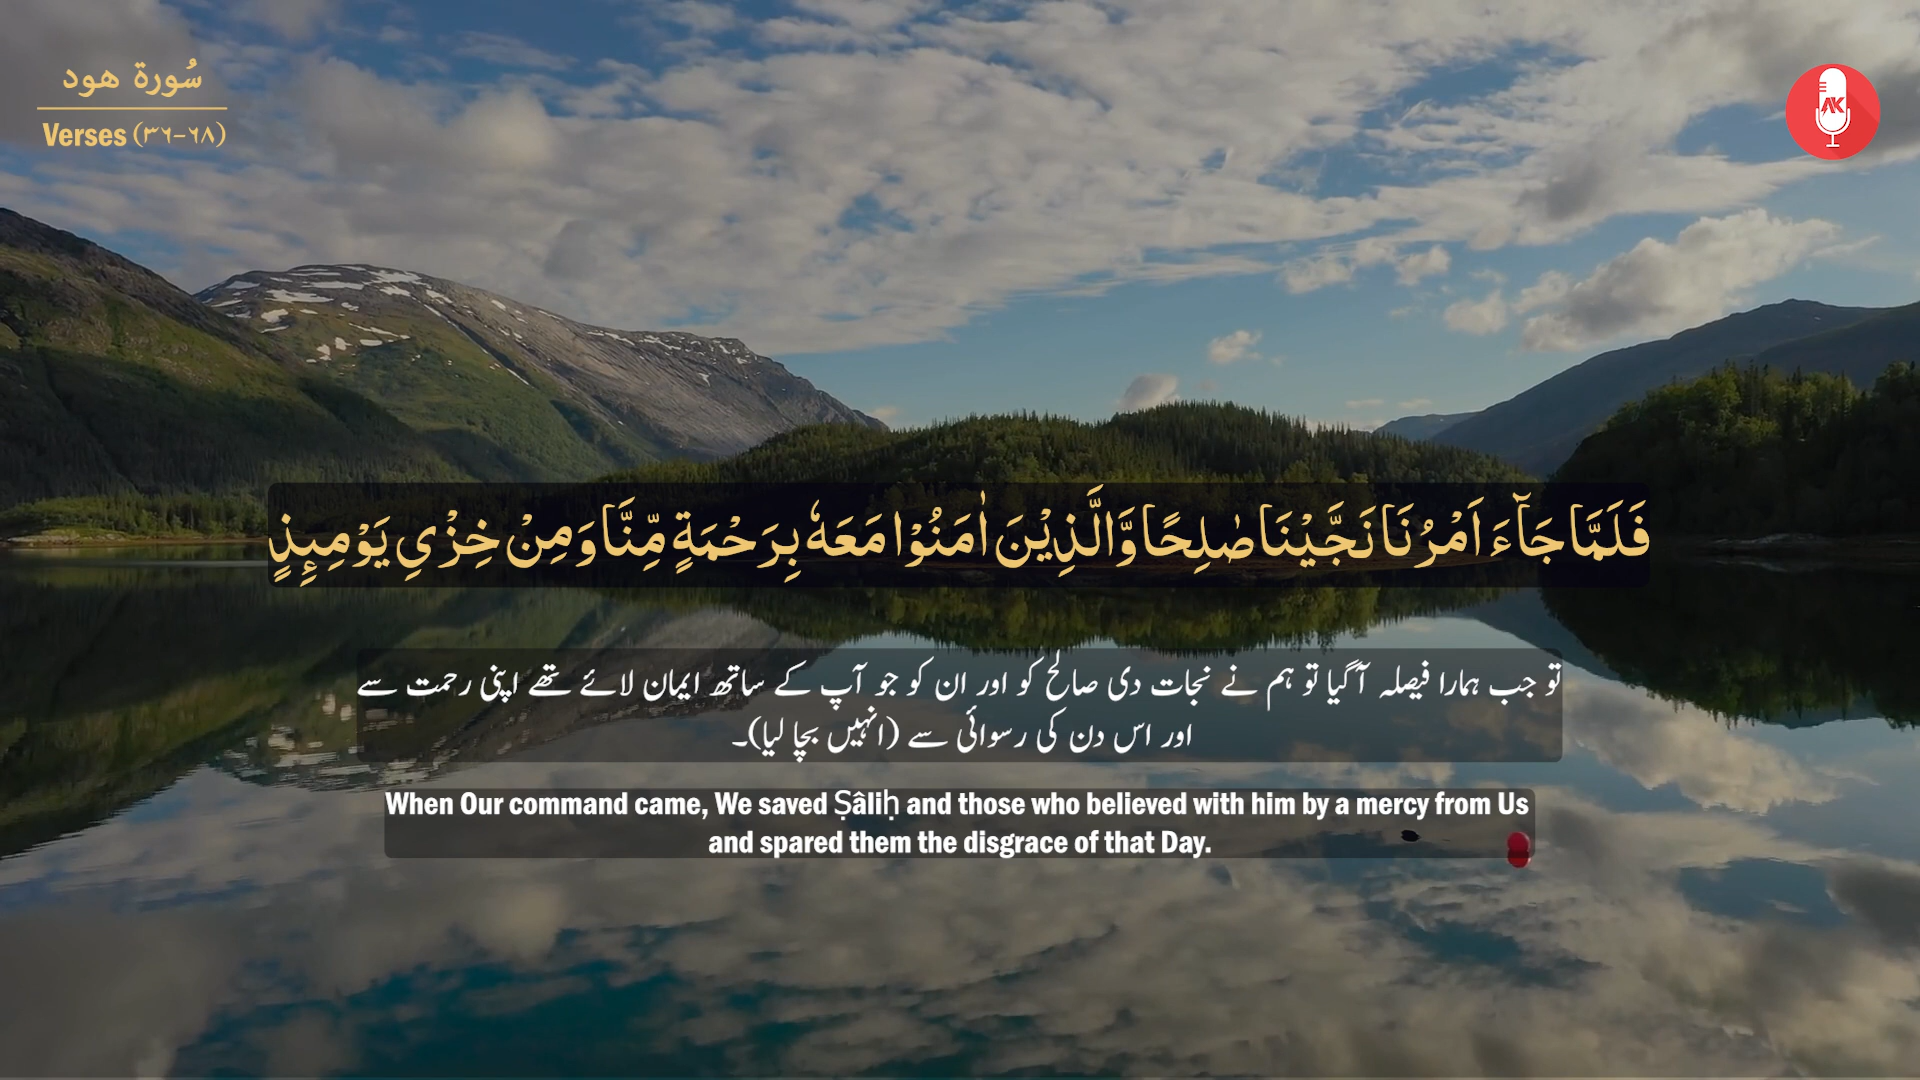 سُورة هود
Verses (٣٦-٦٨)
AK
فَلَمَّا جَآءَ اَمْرُنَا نَجَّيْنَا صٰلِحًا وَّالَّذِيْنَ اٰمَنُوْا مَعَهٗ بِرَحْمَةٍ مِّنَّا وَمِنْ خِزْيِ يَوْمِىِٕذٍ
تو جب ہمارا فیصلہ آگیا تو ہم نے نجات دی صالح کو اور ان کو جو آپ کے ساتھ ایمان لائے تھے اپنی رحمت سے
اور اس دن کی رسوائی سے (انہیں بچا لیا)۔
When Our command came, We saved Ṣâliḥ and those who believed with him by a mercy from Us
and spared them the disgrace of that Day.